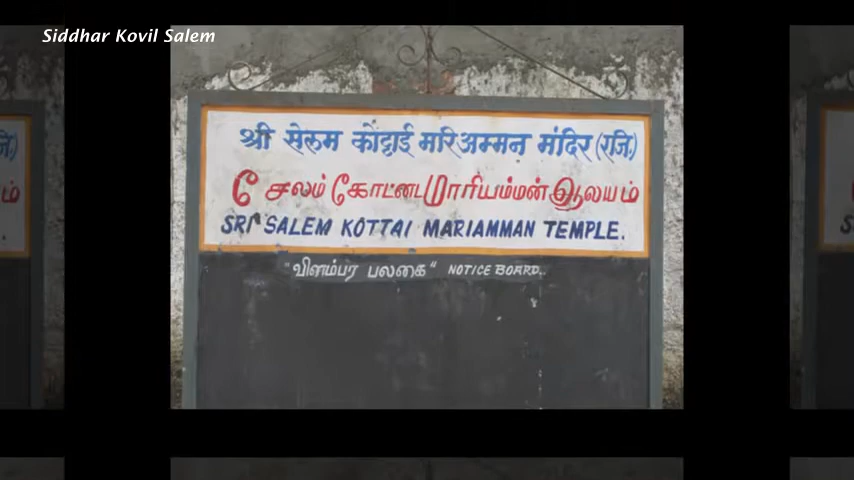 Siddhar Kovil Salem
श्री सेलम कोट्टाई मरिअम्मन मंदिर (रजि.)
சேலம் கோட்டை மாரியம்மன் ஆலயம்
SRI SALEM KOTTAI MARIAMMAN TEMPLE.
"விளம்பர பலகை" NOTICE BOARD..